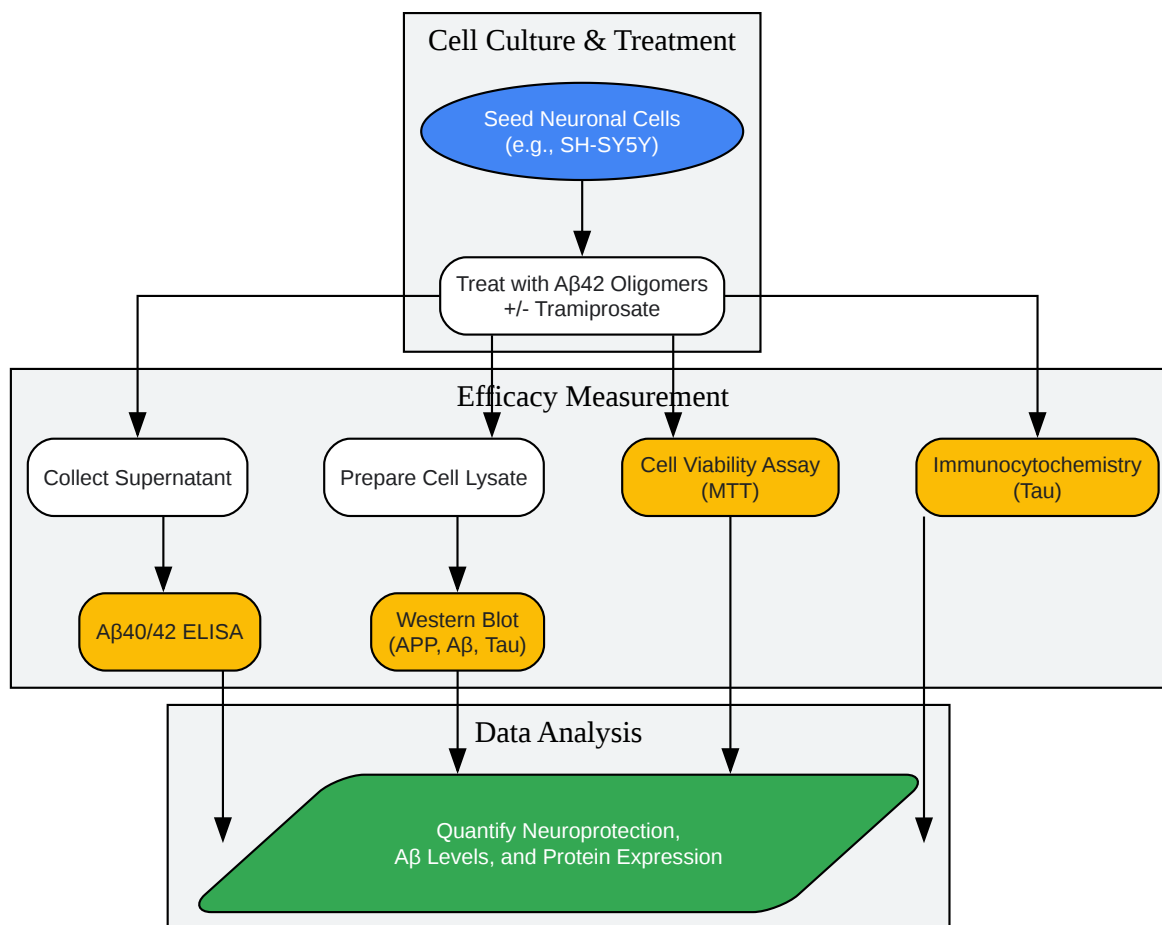 Cell Culture & Treatment
Seed Neuronal Cells
(e.g., SH-SY5Y)
Treat with Aβ42 Oligomers
+/- Tramiprosate
Efficacy Measurement
Collect Supernatant
Prepare Cell Lysate
Cell Viability Assay
(MTT)
Immunocytochemistry
(Tau)
Aβ40/42 ELISA
Western Blot
(APP, Aβ, Tau)
Data Analysis
Quantify Neuroprotection,
Aβ Levels, and Protein Expression